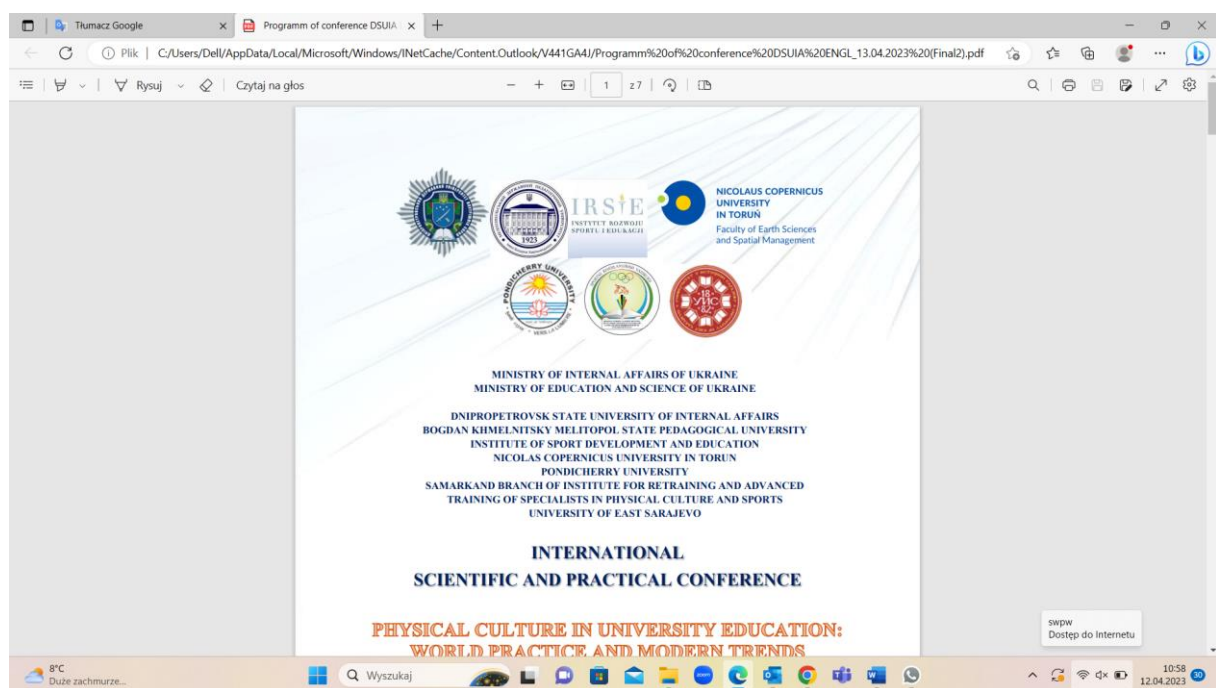 Tłumacz Google
Programm of conference DSUIA
Plik | C:/Users/Dell/AppData/Local/Microsoft/Windows/INetCache/Content.Outlook/V441GA4J/Programm%20of%20conference%20DSUIA%20ENGL_13.04.2023%20(Final2).pdf
Rysuj
Czytaj na głos
1 z 7
1923
IRSiE
INSTYTUT ROZWOJU
SPORTU I EDUKACJI
NICOLAUS COPERNICUS
UNIVERSITY
IN TORUŃ
Faculty of Earth Sciences
and Spatial Management
PONDICHERRY UNIVERSITY
VERS LA LUMIERE
MINISTRY OF INTERNAL AFFAIRS OF UKRAINE
MINISTRY OF EDUCATION AND SCIENCE OF UKRAINE
DNIPROPETROVSK STATE UNIVERSITY OF INTERNAL AFFAIRS
BOGDAN KHMELNITSKY MELITOPOL STATE PEDAGOGICAL UNIVERSITY
INSTITUTE OF SPORT DEVELOPMENT AND EDUCATION
NICOLAS COPERNICUS UNIVERSITY IN TORUN
PONDICHERRY UNIVERSITY
SAMARKAND BRANCH OF INSTITUTE FOR RETRAINING AND ADVANCED
TRAINING OF SPECIALISTS IN PHYSICAL CULTURE AND SPORTS
UNIVERSITY OF EAST SARAJEVO
INTERNATIONAL
SCIENTIFIC AND PRACTICAL CONFERENCE
PHYSICAL CULTURE IN UNIVERSITY EDUCATION:
WORLD PRACTICE AND MODERN TRENDS
swpw
Dostęp do Internetu
8°C
Duże zachmurze...
Wyszukaj
zoom
10:58
12.04.2023
30